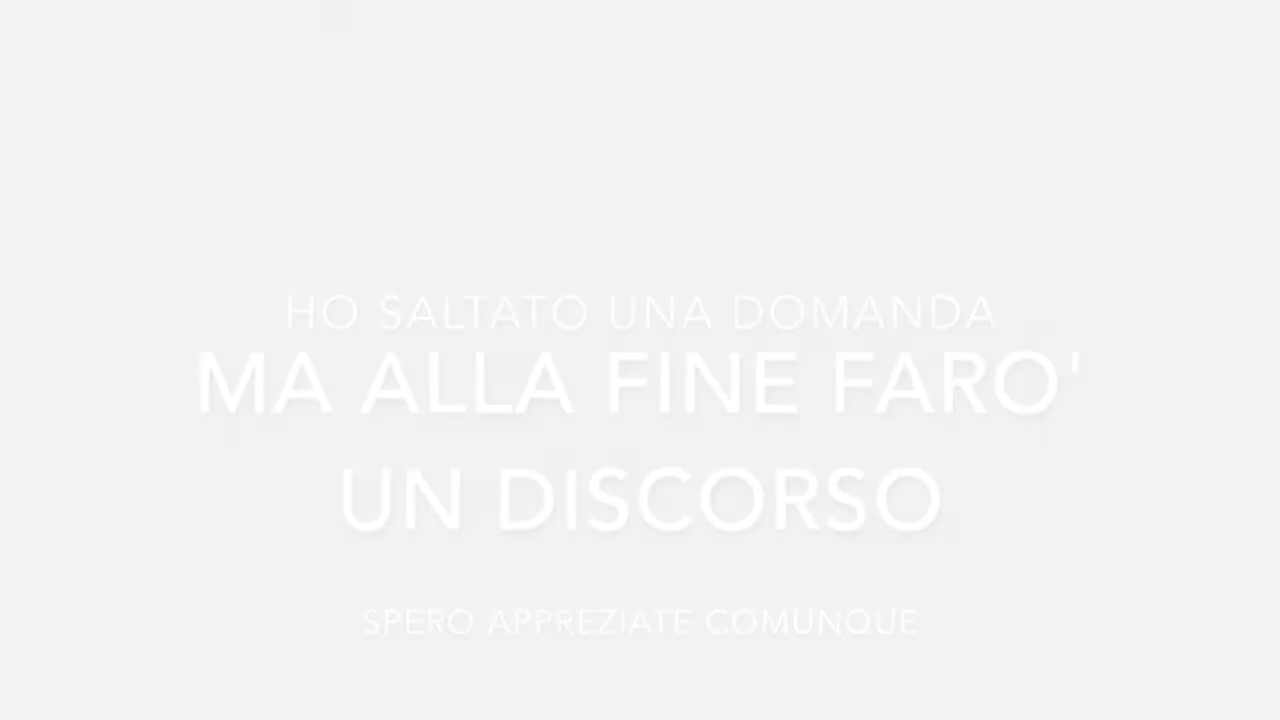 HO SALTATO UNA DOMANDA
MA ALLA FINE FARO'
UN DISCORSO
SPERO APPREZIATE COMUNQUE